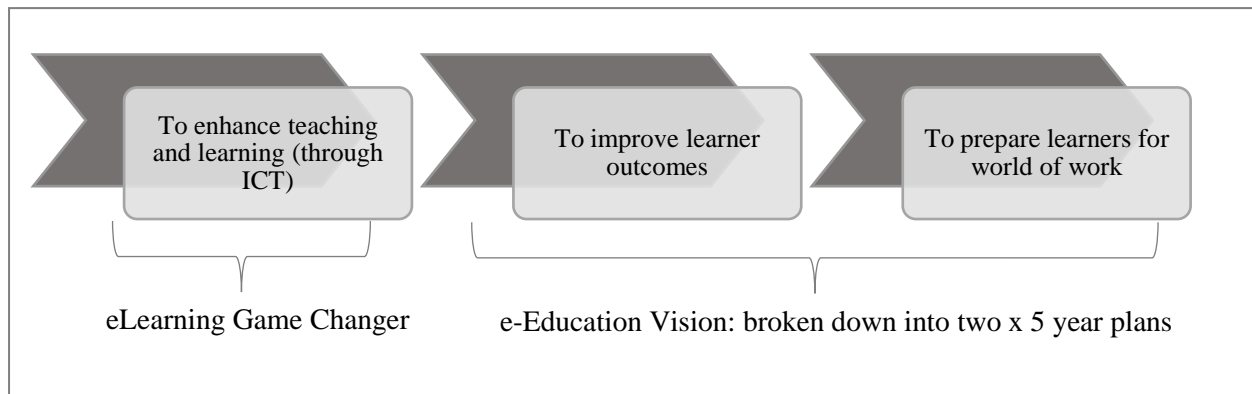 To enhance teaching
and learning (through
ICT)
To improve learner
outcomes
To prepare learners for
world of work
eLearning Game Changer
e-Education Vision: broken down into two x 5 year plans